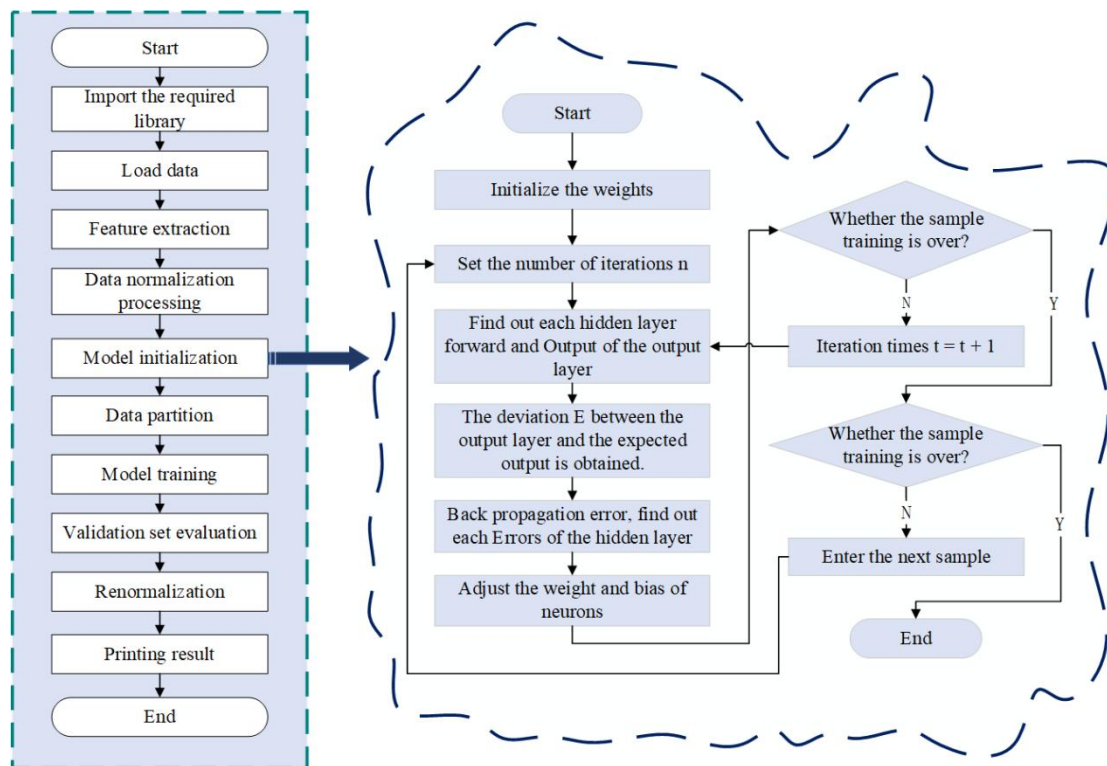 Start
Import the required
library
Load data
Feature extraction
Data normalization
processing
Model initialization
Data partition
Model training
Validation set evaluation
Renormalization
Printing result
End
Start
Initialize the weights
Set the number of iterations n
Find out each hidden layer
forward and Output of the output
layer
The deviation E between the
output layer and the expected
output is obtained.
Back propagation error, find out
each Errors of the hidden layer
Adjust the weight and bias of
neurons
Whether the sample
training is over?
N
Y
Iteration times t = t + 1
Whether the sample
training is over?
N
Y
Enter the next sample
End